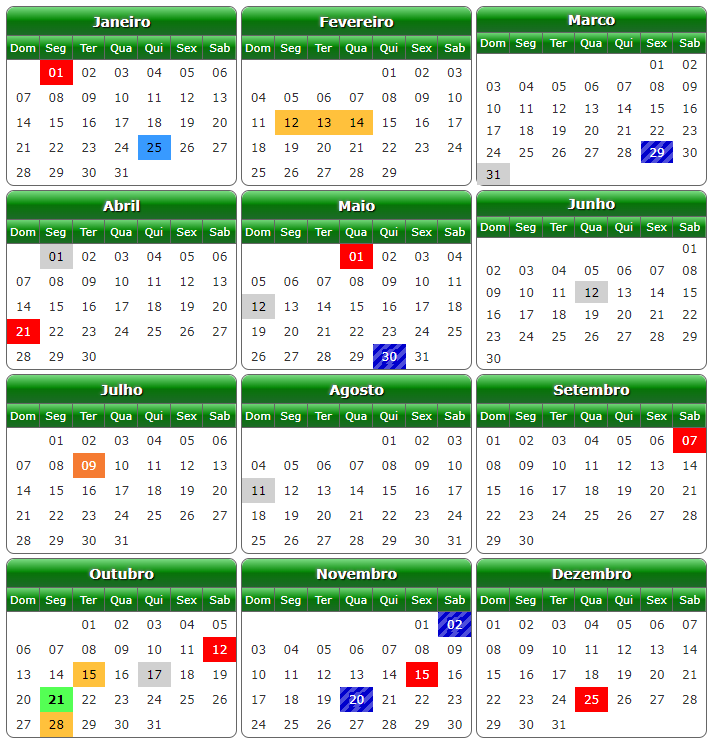 Janeiro
Dom Seg Ter Qua Qui Sex Sab
01 02 03 04 05 06
07 08 09 10 11 12 13
14 15 16 17 18 19 20
21 22 23 24 25 26 27
28 29 30 31
Fevereiro
Dom Seg Ter Qua Qui Sex Sab
01 02 03
04 05 06 07 08 09 10
11 12 13 14 15 16 17
18 19 20 21 22 23 24
25 26 27 28 29
Marco
Dom Seg Ter Qua Qui Sex Sab
01 02
03 04 05 06 07 08 09
10 11 12 13 14 15 16
17 18 19 20 21 22 23
24 25 26 27 28 29 30
31
Abril
Dom Seg Ter Qua Qui Sex Sab
01 02 03 04 05 06
07 08 09 10 11 12 13
14 15 16 17 18 19 20
21 22 23 24 25 26 27
28 29 30
Maio
Dom Seg Ter Qua Qui Sex Sab
01 02 03 04
05 06 07 08 09 10 11
12 13 14 15 16 17 18
19 20 21 22 23 24 25
26 27 28 29 30 31
Junho
Dom Seg Ter Qua Qui Sex Sab
01
02 03 04 05 06 07 08
09 10 11 12 13 14 15
16 17 18 19 20 21 22
23 24 25 26 27 28 29
30
Julho
Dom Seg Ter Qua Qui Sex Sab
01 02 03 04 05 06
07 08 09 10 11 12 13
14 15 16 17 18 19 20
21 22 23 24 25 26 27
28 29 30 31
Agosto
Dom Seg Ter Qua Qui Sex Sab
01 02 03
04 05 06 07 08 09 10
11 12 13 14 15 16 17
18 19 20 21 22 23 24
25 26 27 28 29 30 31
Setembro
Dom Seg Ter Qua Qui Sex Sab
01 02 03 04 05 06 07
08 09 10 11 12 13 14
15 16 17 18 19 20 21
22 23 24 25 26 27 28
29 30
Outubro
Dom Seg Ter Qua Qui Sex Sab
01 02 03 04 05
06 07 08 09 10 11 12
13 14 15 16 17 18 19
20 21 22 23 24 25 26
27 28 29 30 31
Novembro
Dom Seg Ter Qua Qui Sex Sab
01 02
03 04 05 06 07 08 09
10 11 12 13 14 15 16
17 18 19 20 21 22 23
24 25 26 27 28 29 30
Dezembro
Dom Seg Ter Qua Qui Sex Sab
01 02 03 04 05 06 07
08 09 10 11 12 13 14
15 16 17 18 19 20 21
22 23 24 25 26 27 28
29 30 31